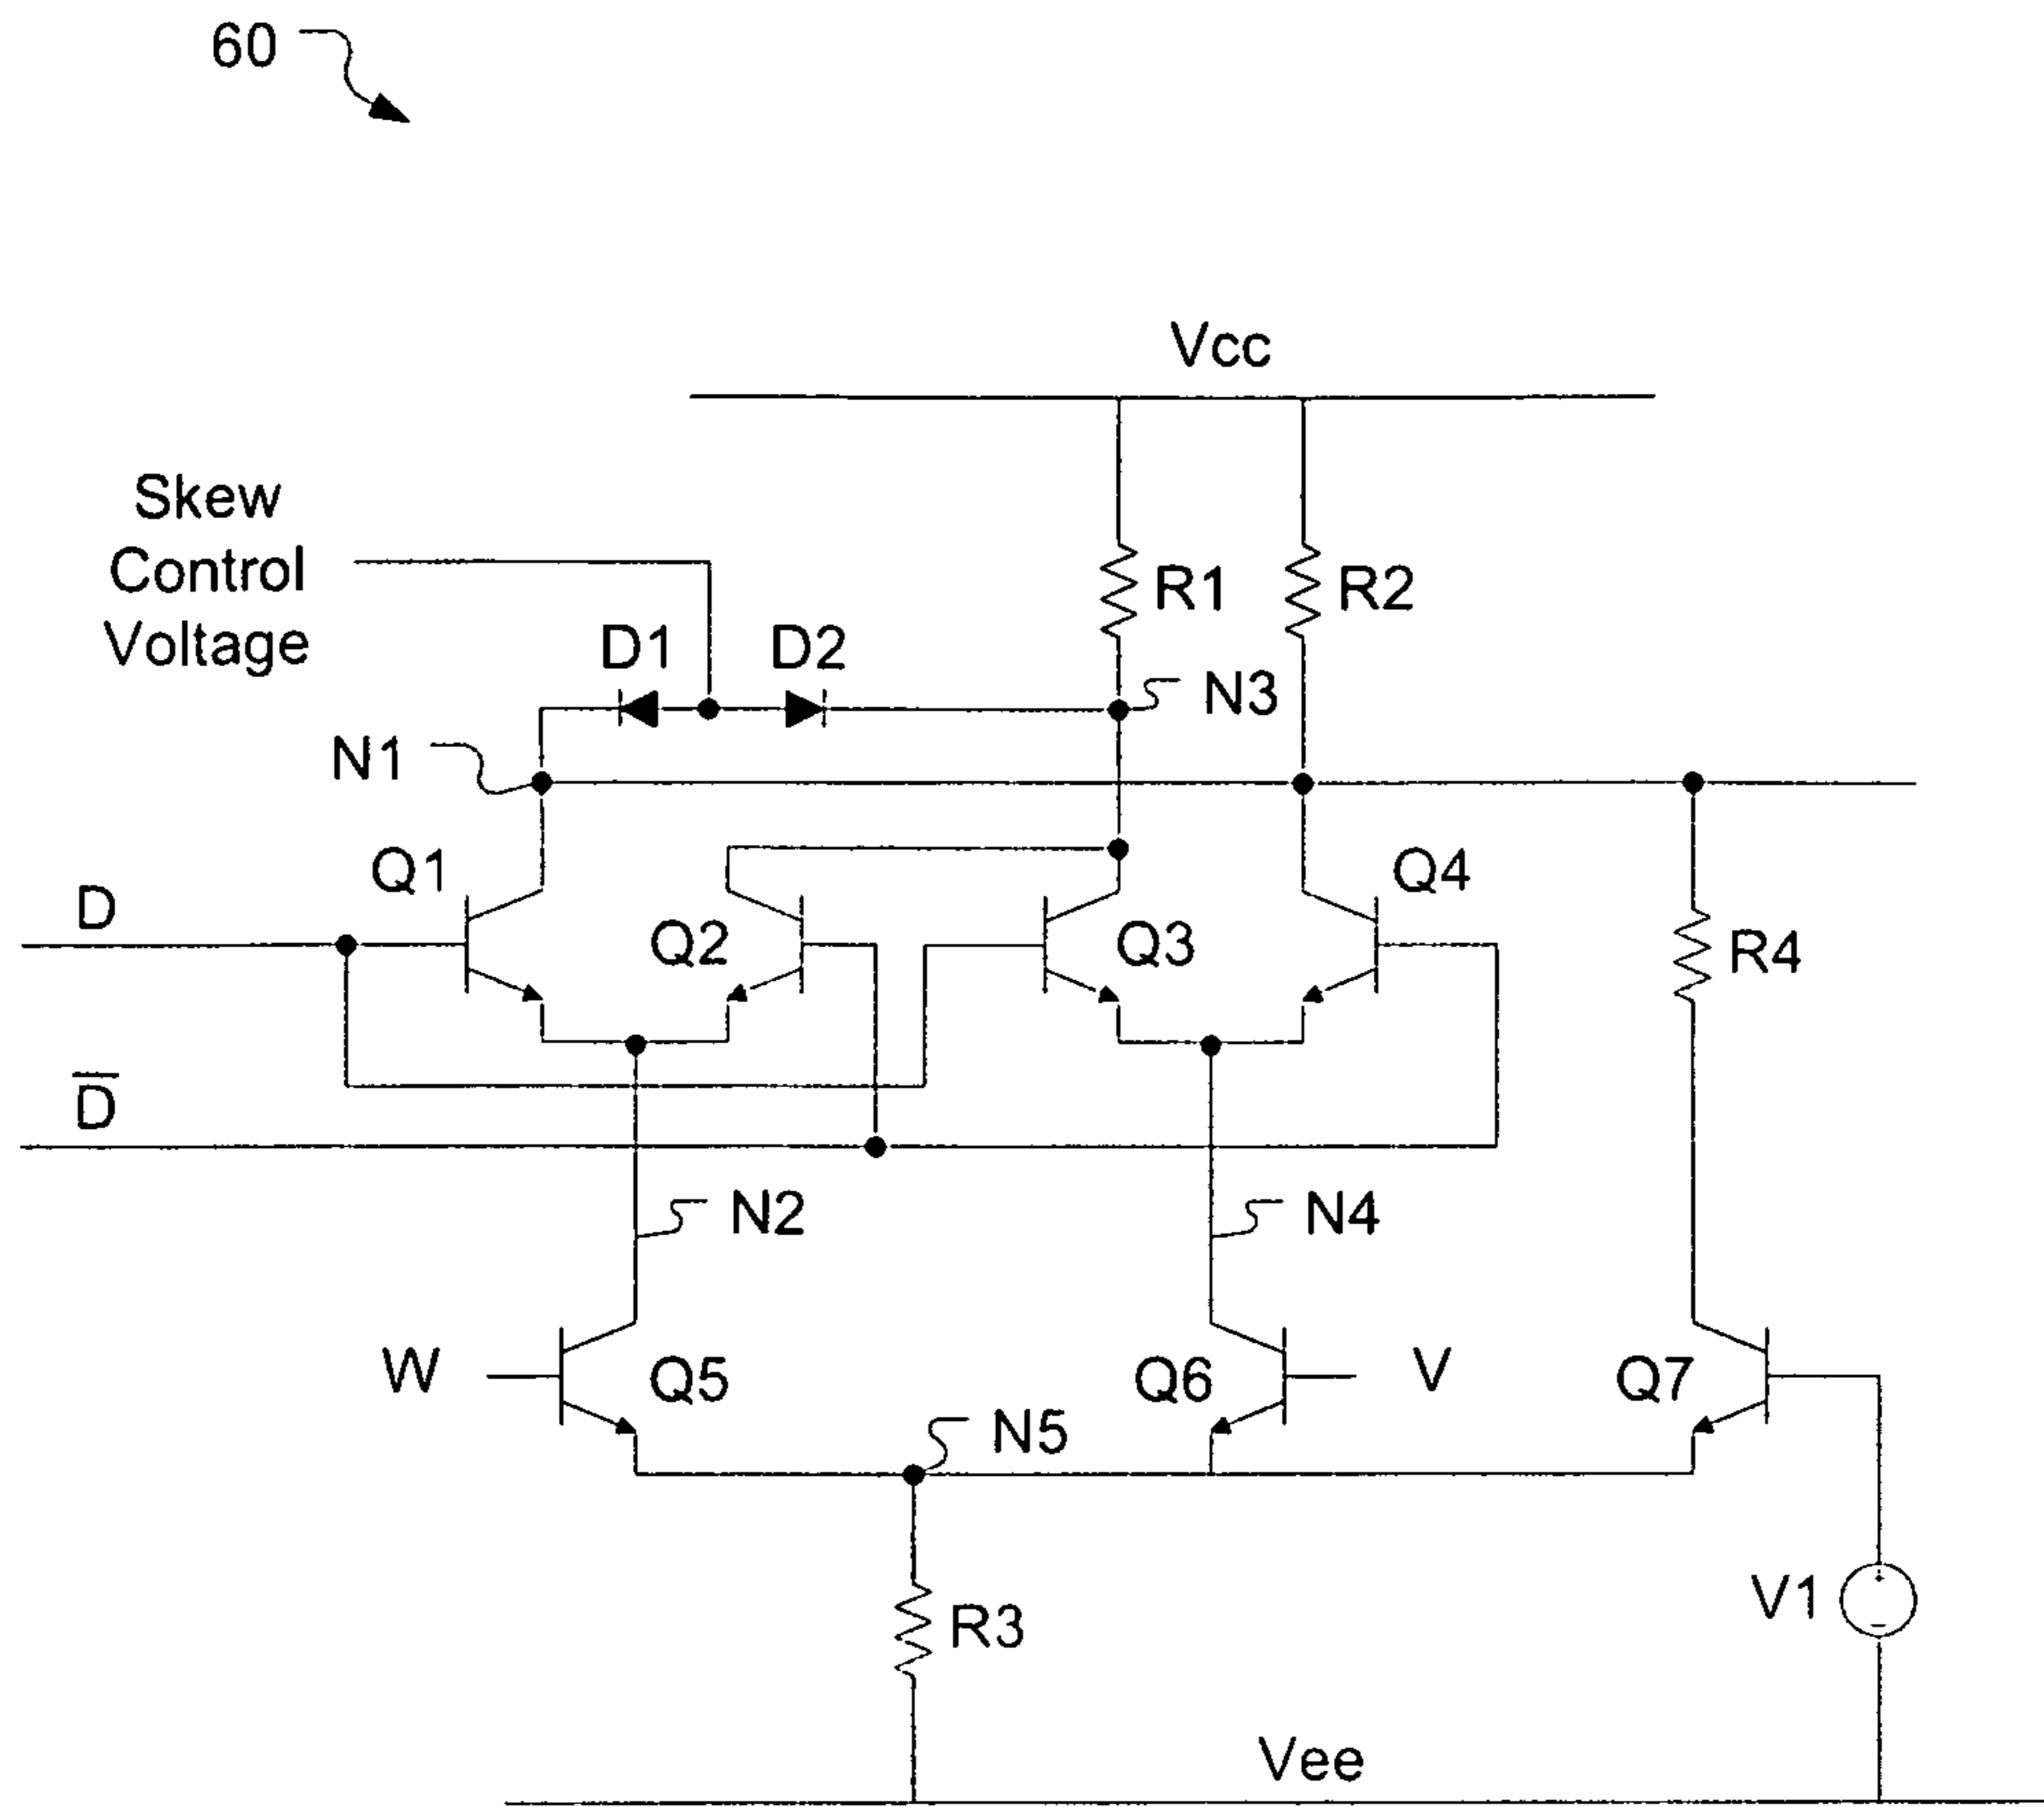 60
Vcc
Skew
Control
Voltage
R1
R2
D1
D2
N3
N1
Q1
Q4
D
Q2
Q3
R4
D̅
N2
N4
W
Q5
Q6
V
Q7
N5
V1
R3
Vee